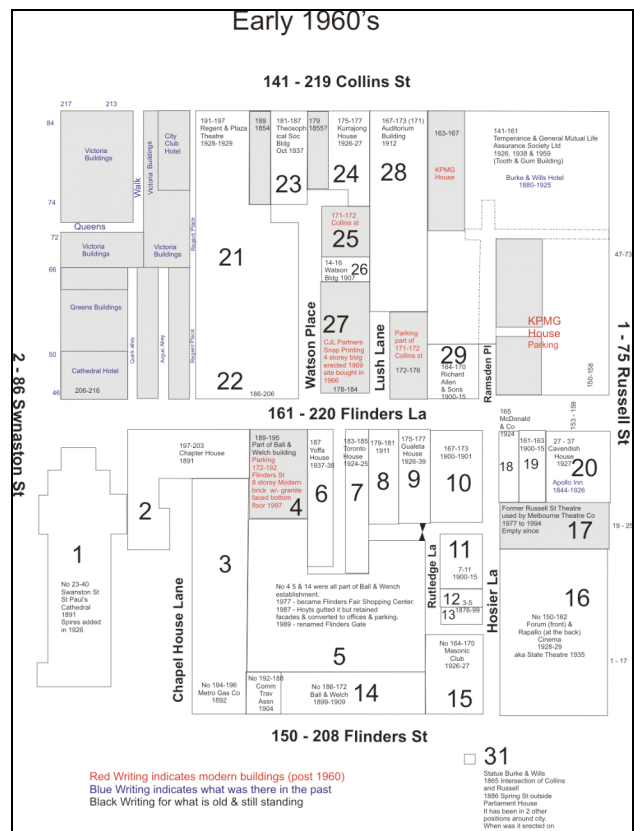 Early 1960's
141 - 219 Collins St
217
213
84
74
72
66
50
46
Victoria
Buildings
Victoria Buildings
City
Club
Hotel
Walk
Queens
Victoria
Buildings
Victoria
Buildings
Regent Place
Greens Buildings
Cathedral Hotel
206-216
Quirk alley
Argus Alley
Regent Place
191-197
Regent & Plaza
Theatre
1928-1929
189
1854
181-187
Theosoph
ical Soc
Bldg
Oct 1937
23
179
1855?
175-177
Kurrajong
House
1926-27
24
167-173 (171)
Auditorium
Building
1912
28
163-167
KPMG
House
141-161
Temperance & General Mutual Life
Assurance Society Ltd
1926, 1938 & 1959
(Tooth & Gum Building)
Burke & Wills Hotel
1880-1925
171-172
Collins st
25
14-16
Watson
Bldg 1907
26
21
22
186-206
Watson Place
27
CJL Partners
Snap Printing
4 storey bldg
erected 1969
site bought in
1966
178-184
Lush Lane
Parking
part of
171-172
Collins st
172-176
29
164-170
Richard
Allen
& Sons
1900-15
Ramsden Pl
KPMG
House
Parking
47-73
150-158
1 - 75 Russell St
2 - 86 Swnaston St
161 - 220 Flinders La
153 - 159
197-203
Chapter House
1891
189-195
Part of Ball &
Welch building
Parking
172-192
Flinders St
8 storey Modern
brick w/- granite
faced bottom
floor 1997
4
187
Yoffa
House
1937-38
6
183-185
Toronto
House
1924-25
7
179-181
1911
8
175-177
Gualeta
House
1926-39
9
167-173
1900-1901
10
165
McDonald
& Co
1924
18
161-163
1900-15
19
27 - 37
Cavendish
House
1927
20
Apollo Inn
1844-1926
Former Russell St Theatre
used by Melbourne Theatre Co
1977 to 1994
Empty since
17
19 - 25
1
No 23-40
Swanston St
St Paul's
Cathedral
1891
Spires added
in 1926
2
3
Chapel House Lane
No 4 5 & 14 were all part of Ball & Wench
establishment.
1977 - became Flinders Fair Shopping Center.
1987 - Hoyts gutted it but retained
facades & converted to offices & parking.
1989 - renamed Flinders Gate
5
Rutledge La
11
7-11
1900-15
12
3-5
1876-99
13
Hosier La
16
No 150-162
Forum (front) &
Rapallo (at the back)
Cinema
1928-29
aka State Theatre 1935
1 - 17
No 194-196
Metro Gas Co
1892
No 192-188
Comm
Trav
Assn
1904
No 186-172
Ball & Welch
1899-1909
14
No 164-170
Masonic
Club
1926-27
15
150 - 208 Flinders St
31
Statue Burke & Wills
1865 Intersection of Collins
and Russell
1886 Spring St outside
Parliament House
It has been in 2 other
positions around city.
When was it erected on
Red Writing indicates modern buildings (post 1960)
Blue Writing indicates what was there in the past
Black Writing for what is old & still standing